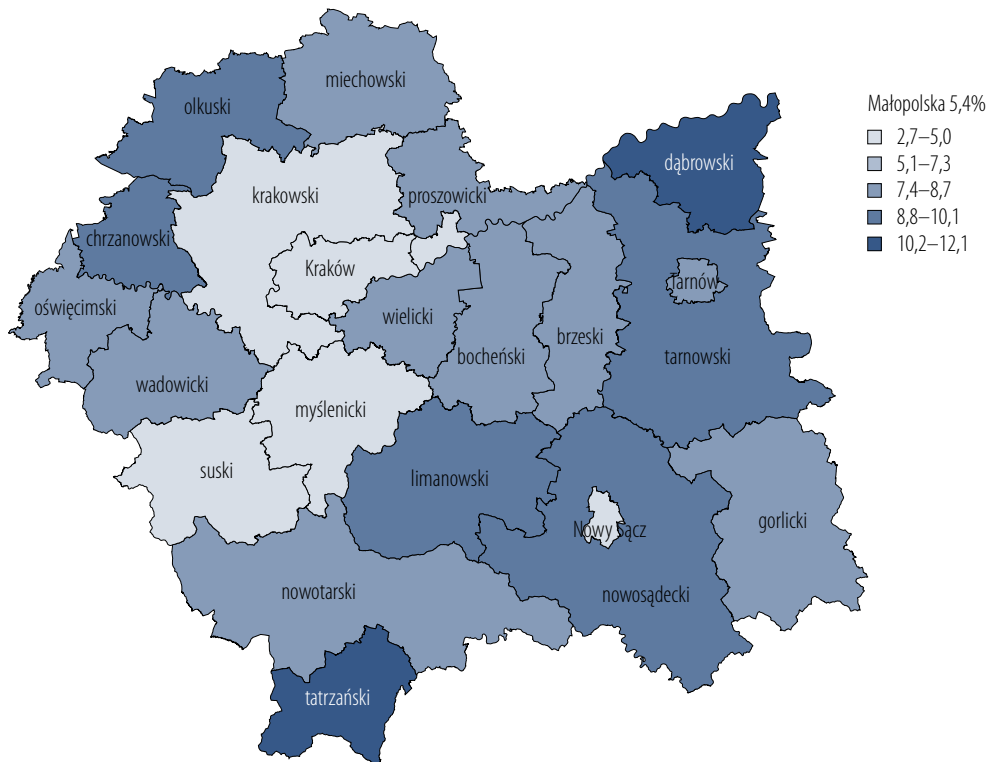 miechowski
olkuski
Małopolska 5,4%
2,7–5,0
5,1–7,3
7,4–8,7
8,8–10,1
10,2–12,1
dąbrowski
krakowski
proszowicki
chrzanowski
Kraków
Tarnów
oświęcimski
wielicki
brzeski
bocheński
tarnowski
wadowicki
myślenicki
suski
limanowski
gorlicki
Nowy Sącz
nowotarski
nowosądecki
tatrzański